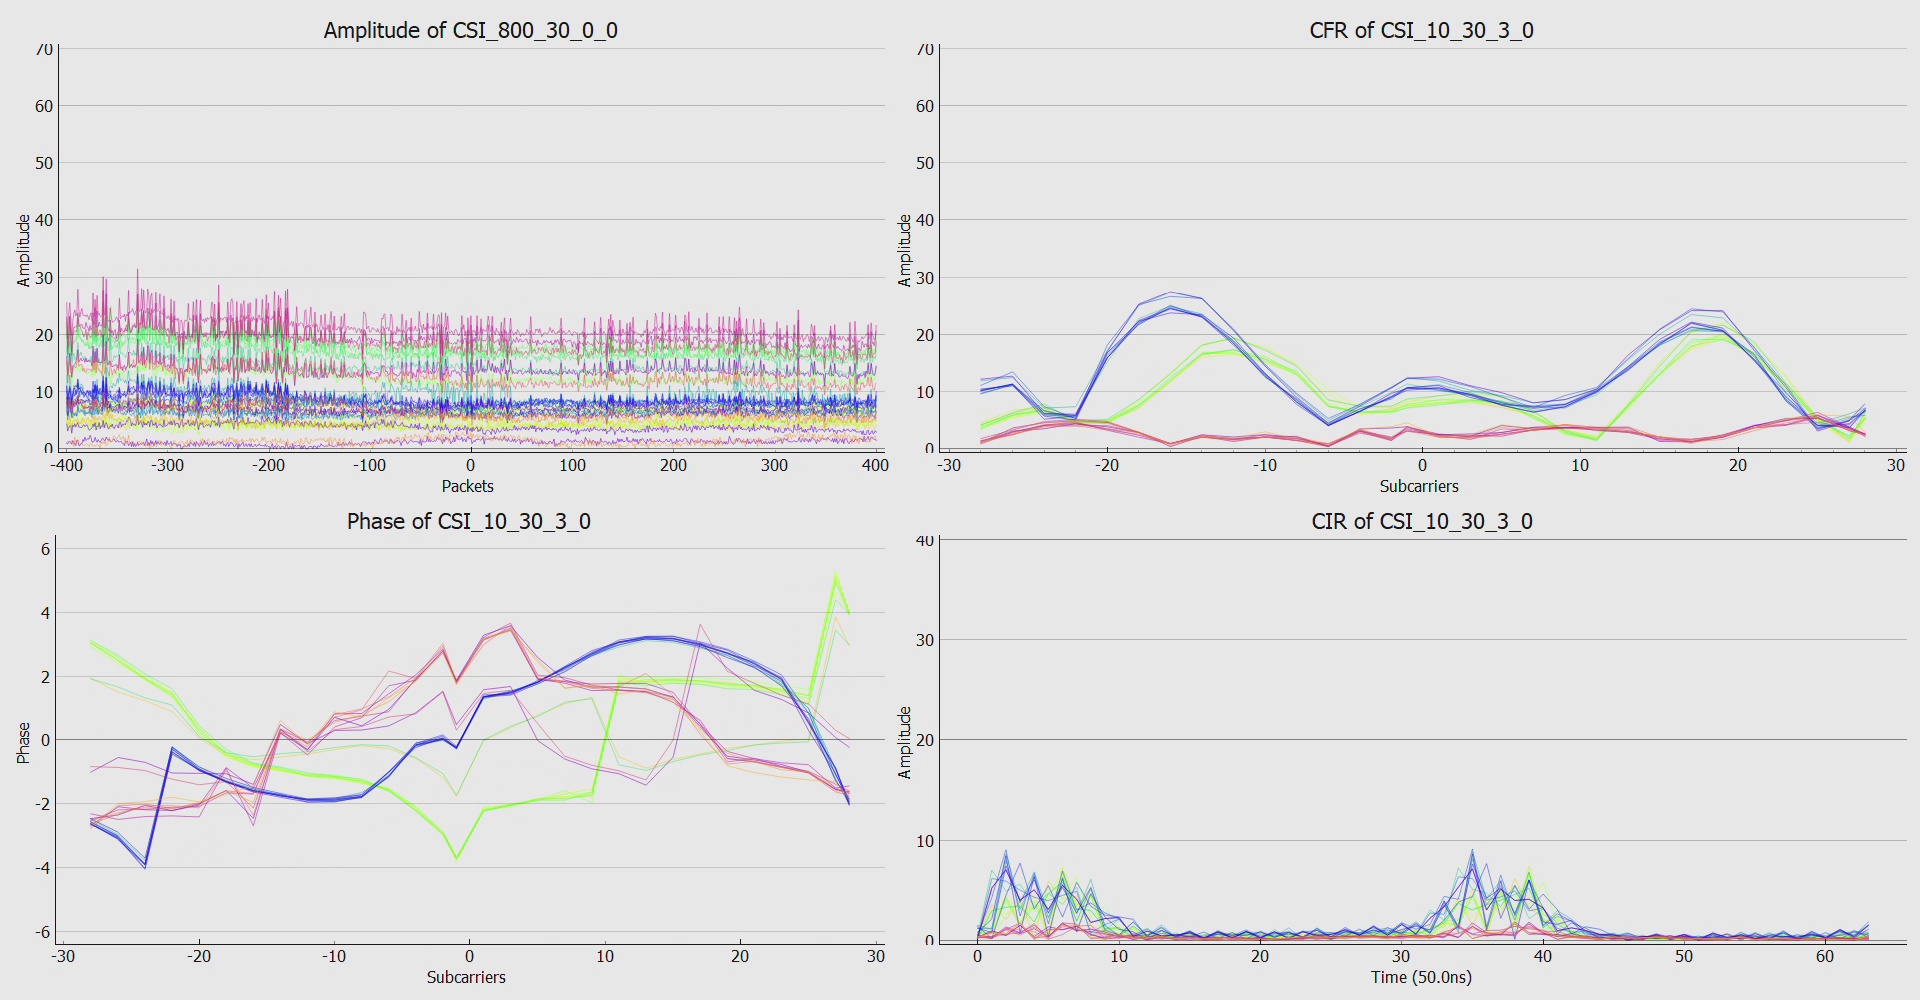 Amplitude of CSI_800_30_0_0
70
60
50
40
30
20
10
0
Amplitude
-400 -300 -200 -100 0 100 200 300 400
Packets
CFR of CSI_10_30_3_0
70
60
50
40
30
20
10
0
Amplitude
-30 -20 -10 0 10 20 30
Subcarriers
Phase of CSI_10_30_3_0
6
4
2
0
-2
-4
-6
Phase
-30 -20 -10 0 10 20 30
Subcarriers
CIR of CSI_10_30_3_0
40
30
20
10
0
Amplitude
0 10 20 30 40 50 60
Time (50.0ns)